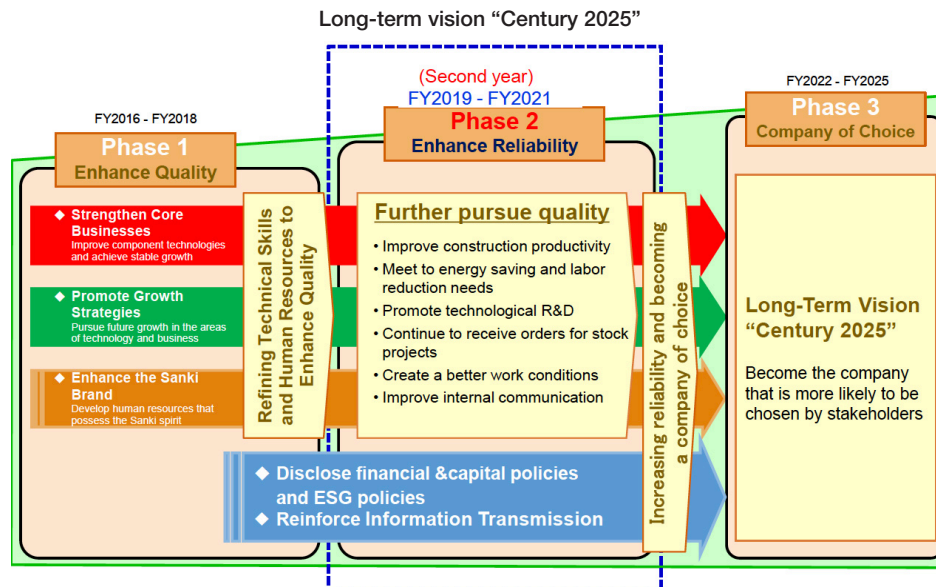 Long-term vision “Century 2025”
FY2016 - FY2018
Phase 1
Enhance Quality
◆ Strengthen Core
Businesses
Improve component technologies
and achieve stable growth
◆ Promote Growth
Strategies
Pursue future growth in the areas
of technology and business
◆ Enhance the Sanki
Brand
Develop human resources that
possess the Sanki spirit
Refining Technical Skills
and Human Resources to
Enhance Quality
(Second year)
FY2019 - FY2021
Phase 2
Enhance Reliability
Further pursue quality
• Improve construction productivity
• Meet to energy saving and labor
reduction needs
• Promote technological R&D
• Continue to receive orders for stock
projects
• Create a better work conditions
• Improve internal communication
◆ Disclose financial &capital policies
and ESG policies
◆ Reinforce Information Transmission
Increasing reliability and becoming
a company of choice
FY2022 - FY2025
Phase 3
Company of Choice
Long-Term Vision
“Century 2025”
Become the company
that is more likely to be
chosen by stakeholders